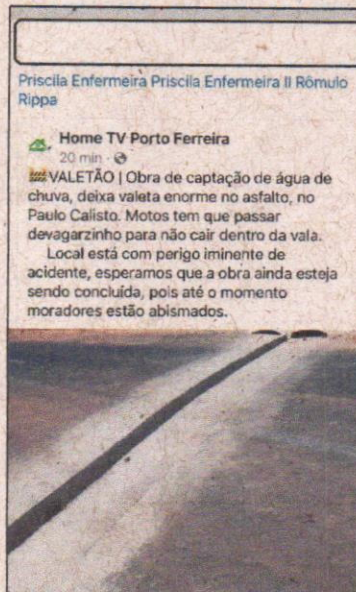 Priscila Enfermeira Priscila Enfermeira II Rômulo
Rippa
Home TV Porto Ferreira
20 min ·
VALETÃO | Obra de captação de água de
chuva, deixa valeta enorme no asfalto, no
Paulo Calisto. Motos tem que passar
devagarzinho para não cair dentro da vala.
Local está com perigo iminente de
acidente, esperamos que a obra ainda esteja
sendo concluída, pois até o momento
moradores estão abismados.